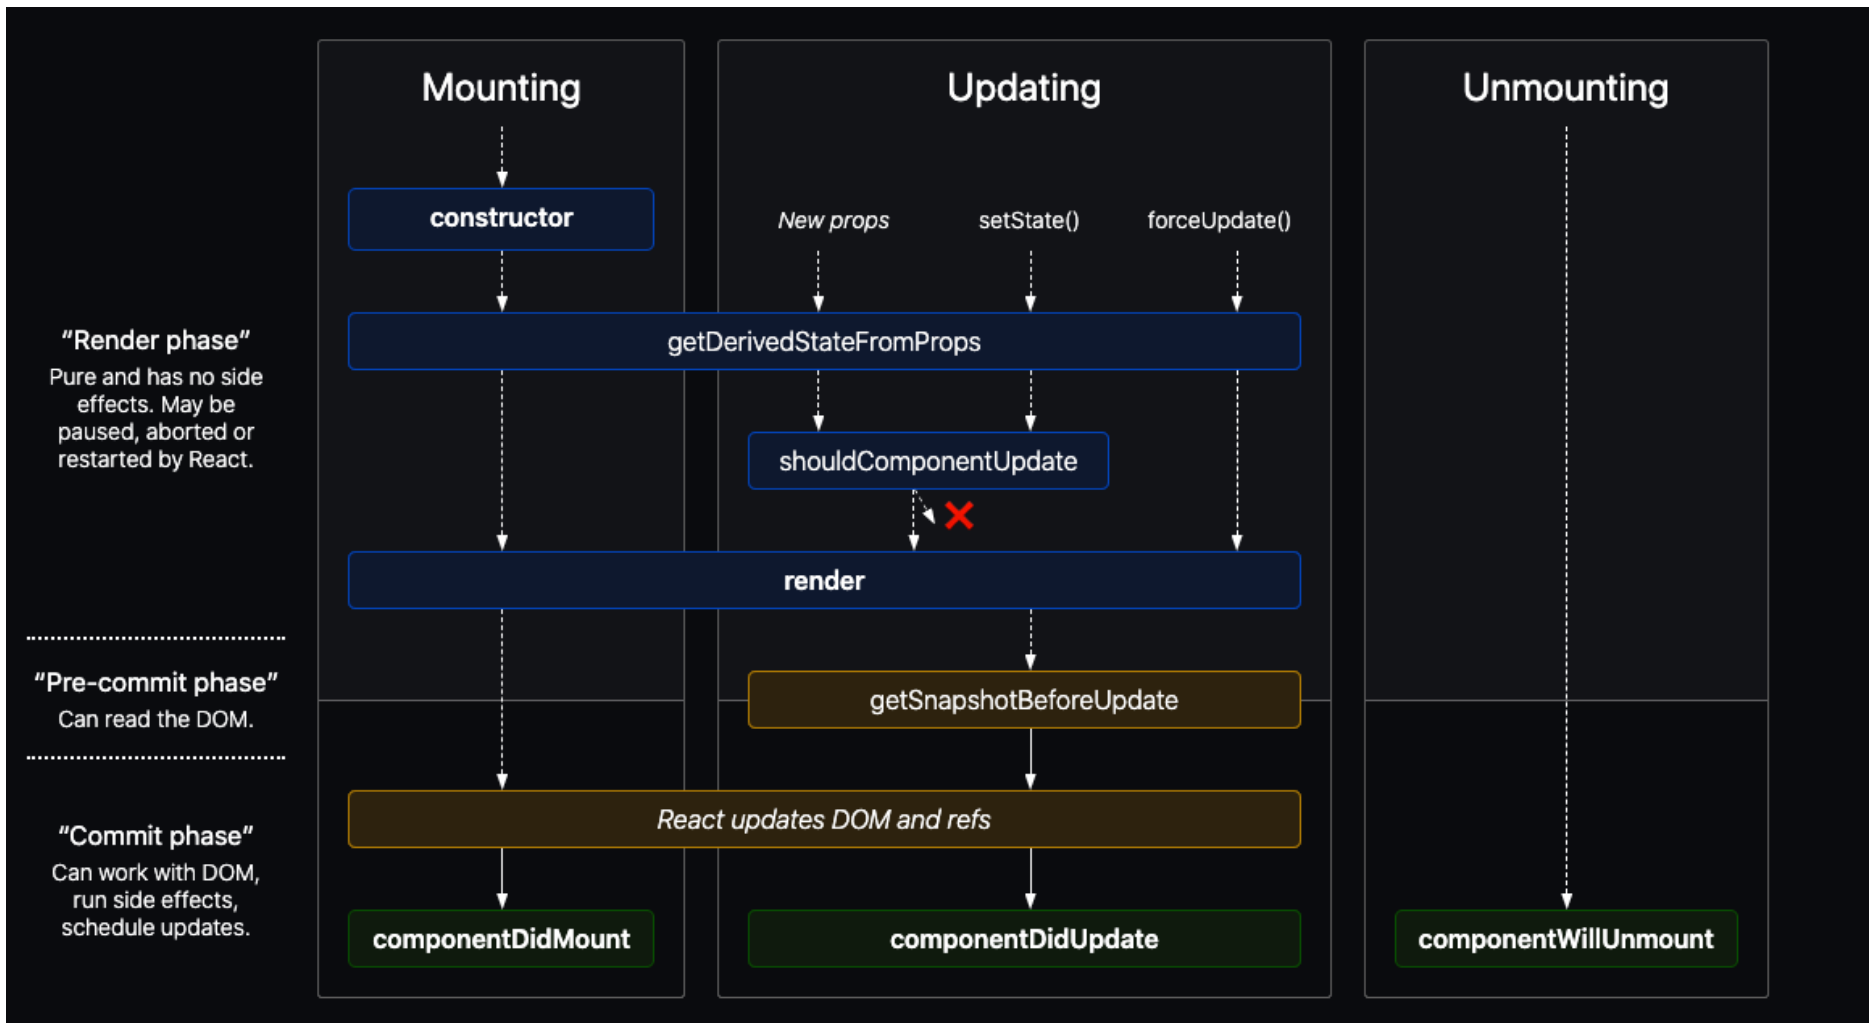 Mounting
Updating
Unmounting
constructor
New props
setState()
forceUpdate()
“Render phase”
Pure and has no side
effects. May be
paused, aborted or
restarted by React.
getDerivedStateFromProps
shouldComponentUpdate
render
“Pre-commit phase”
Can read the DOM.
getSnapshotBeforeUpdate
“Commit phase”
Can work with DOM,
run side effects,
schedule updates.
React updates DOM and refs
componentDidMount
componentDidUpdate
componentWillUnmount